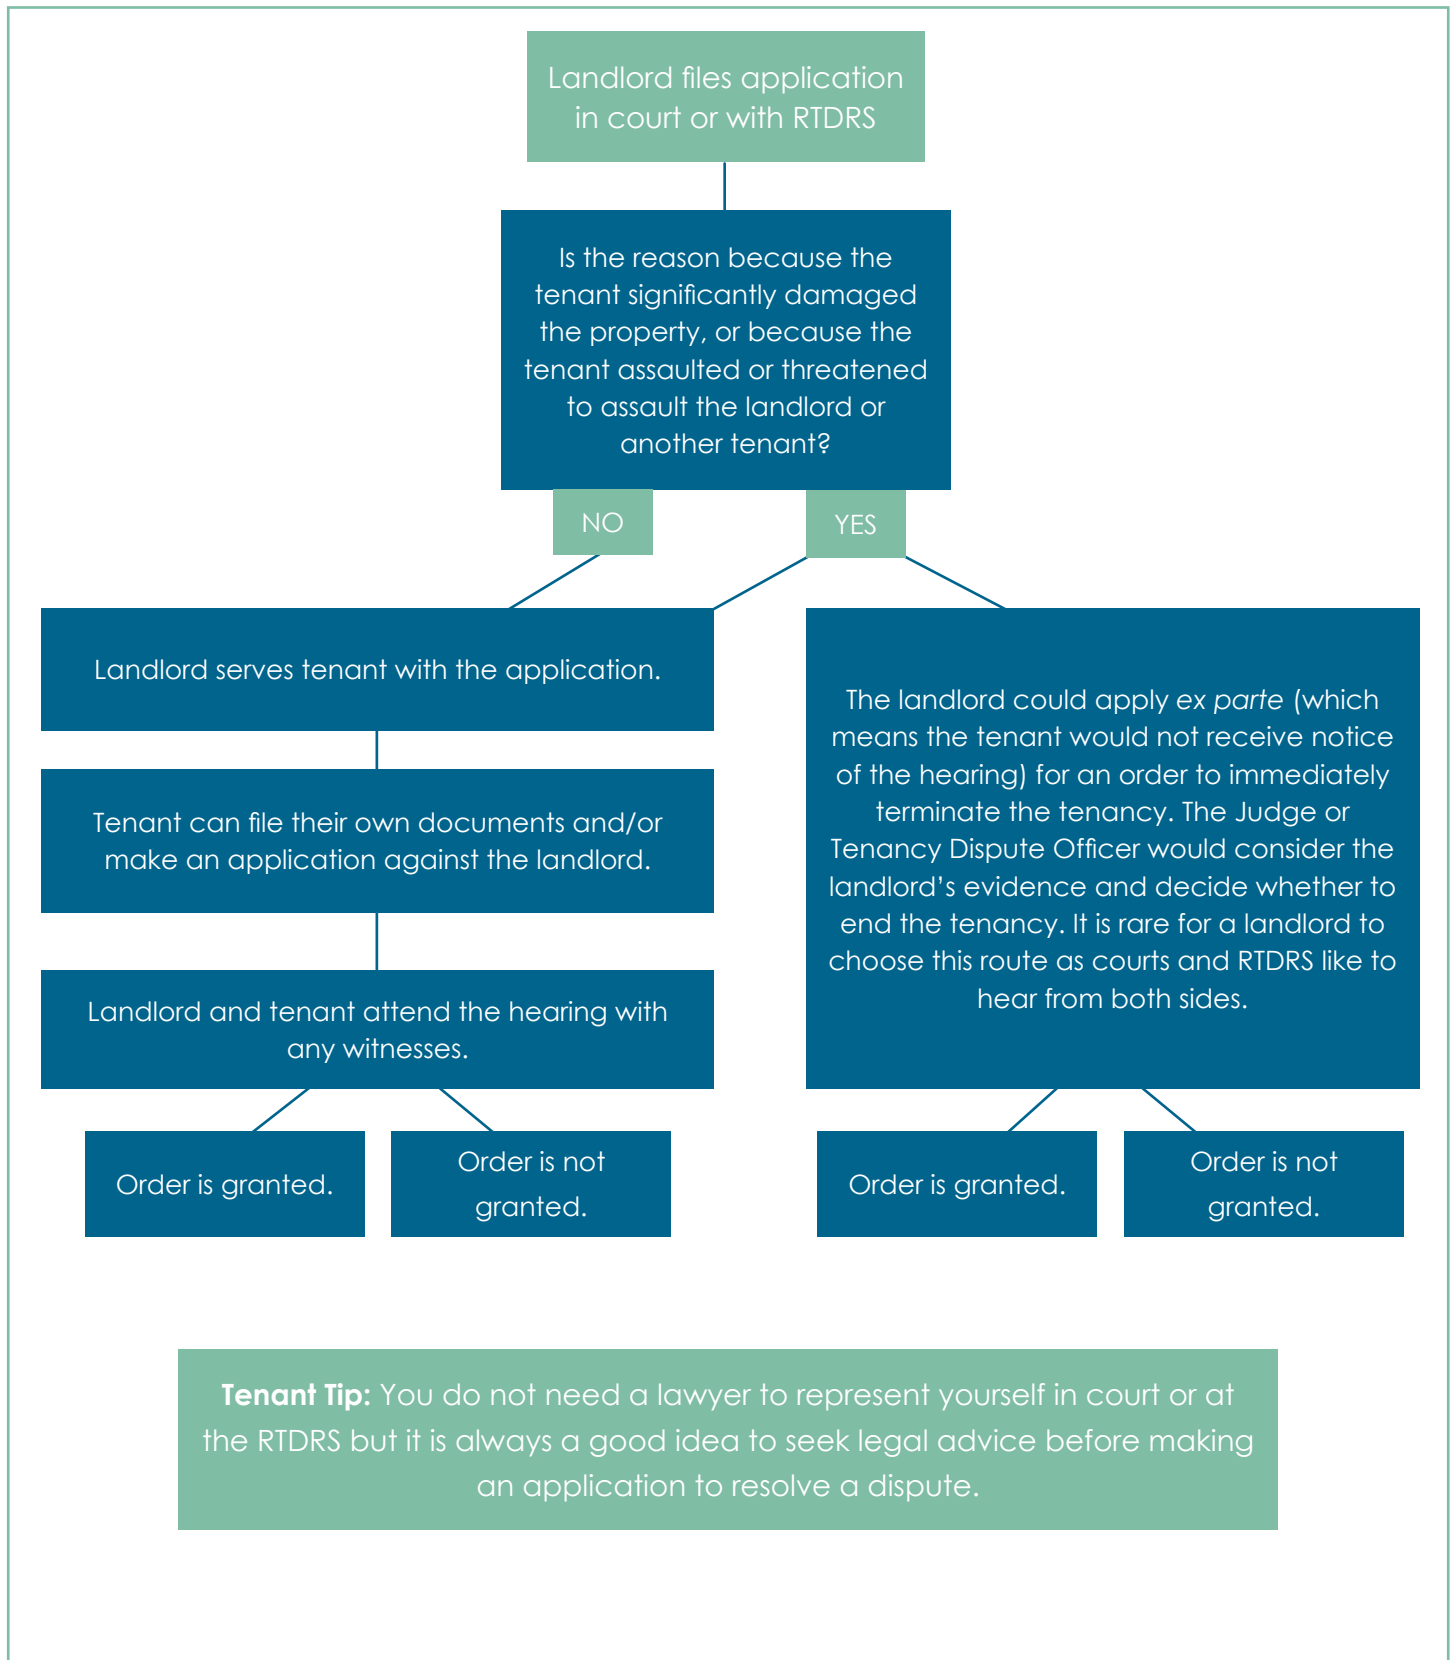 Landlord files application
in court or with RTDRS
Is the reason because the
tenant significantly damaged
the property, or because the
tenant assaulted or threatened
to assault the landlord or
another tenant?
NO
YES
Landlord serves tenant with the application.
Tenant can file their own documents and/or
make an application against the landlord.
Landlord and tenant attend the hearing with
any witnesses.
Order is granted.
Order is not
granted.
The landlord could apply ex parte (which
means the tenant would not receive notice
of the hearing) for an order to immediately
terminate the tenancy. The Judge or
Tenancy Dispute Officer would consider the
landlord’s evidence and decide whether to
end the tenancy. It is rare for a landlord to
choose this route as courts and RTDRS like to
hear from both sides.
Order is granted.
Order is not
granted.
Tenant Tip: You do not need a lawyer to represent yourself in court or at
the RTDRS but it is always a good idea to seek legal advice before making
an application to resolve a dispute.